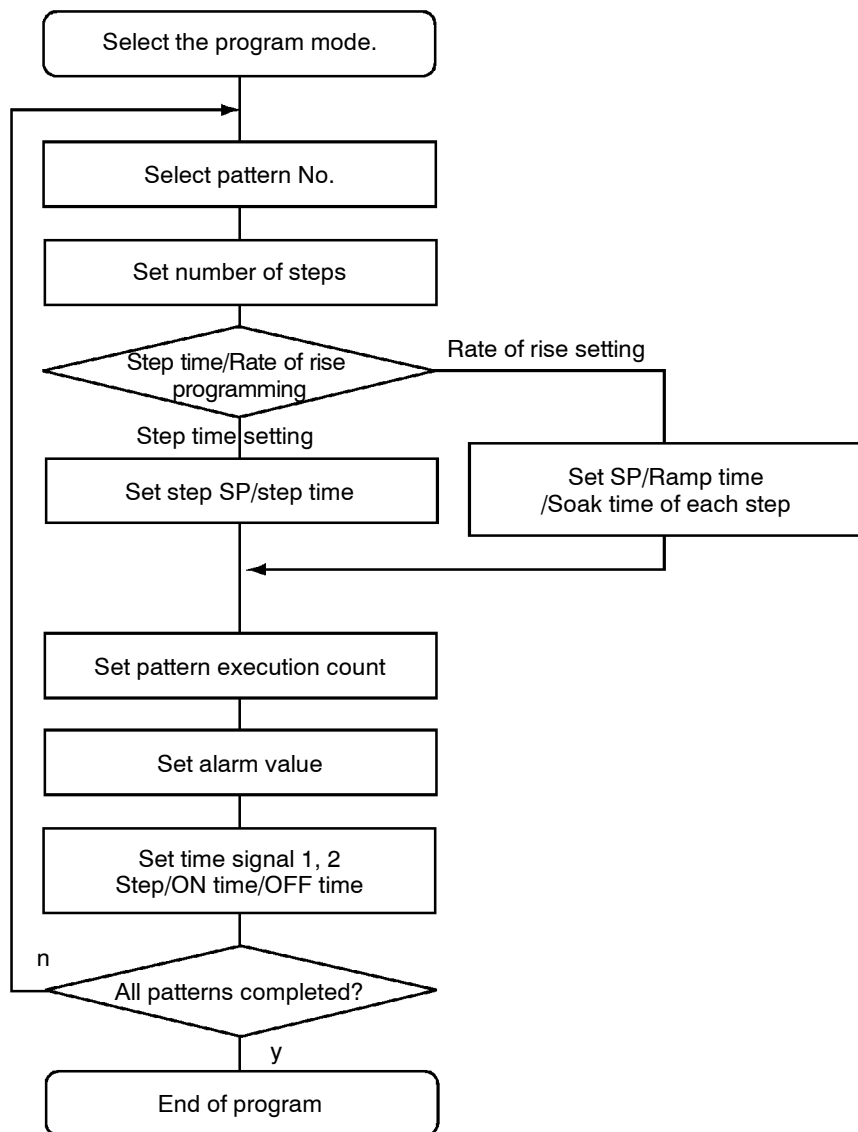 Select the program mode.
Select pattern No.
Set number of steps
Step time/Rate of rise
programming
Rate of rise setting
Step time setting
Set step SP/step time
Set SP/Ramp time
/Soak time of each step
Set pattern execution count
Set alarm value
Set time signal 1, 2
Step/ON time/OFF time
n
All patterns completed?
y
End of program